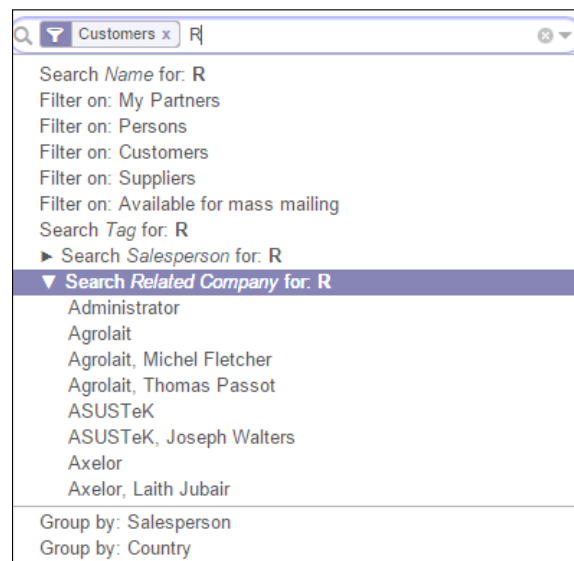 Customers x R
Search Name for: R
Filter on: My Partners
Filter on: Persons
Filter on: Customers
Filter on: Suppliers
Filter on: Available for mass mailing
Search Tag for: R
► Search Salesperson for: R
▼ Search Related Company for: R
Administrator
Agrolait
Agrolait, Michel Fletcher
Agrolait, Thomas Passot
ASUSTeK
ASUSTeK, Joseph Walters
Axelor
Axelor, Laith Jubair
Group by: Salesperson
Group by: Country